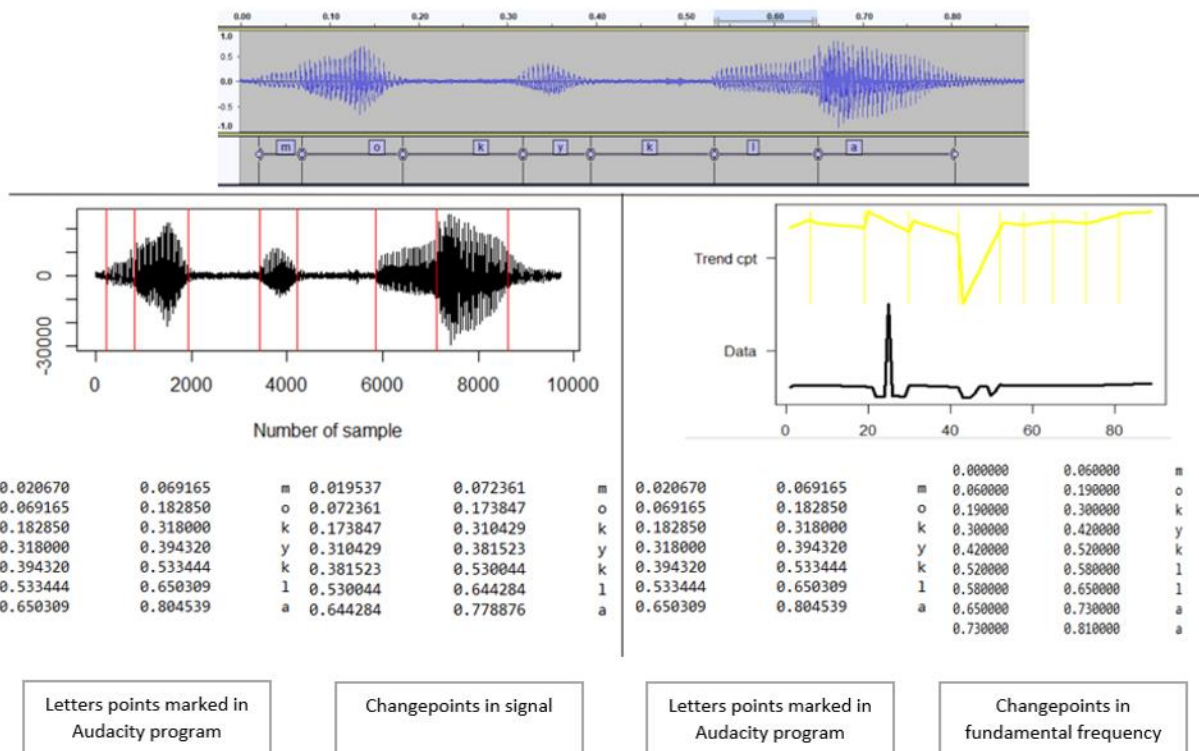 0.00 0.10 0.20 0.30 0.40 0.50 0.60 0.70 0.80
1.0
0.5
0.0
-0.5
-1.0
m o k y k l a
0
-30000
0 2000 4000 6000 8000 10000
Number of sample
Trend cpt
Data
0 20 40 60 80
0.020670 0.069165 m
0.069165 0.182850 o
0.182850 0.318000 k
0.318000 0.394320 y
0.394320 0.533444 k
0.533444 0.650309 l
0.650309 0.804539 a
0.019537 0.072361 m
0.072361 0.173847 o
0.173847 0.310429 k
0.310429 0.381523 y
0.381523 0.530044 k
0.530044 0.644284 l
0.644284 0.778876 a
0.020670 0.069165 m
0.069165 0.182850 o
0.182850 0.318000 k
0.318000 0.394320 y
0.394320 0.533444 k
0.533444 0.650309 l
0.650309 0.804539 a
0.000000 0.060000 m
0.060000 0.190000 o
0.190000 0.300000 k
0.300000 0.420000 y
0.420000 0.520000 k
0.520000 0.580000 l
0.580000 0.650000 l
0.650000 0.730000 a
0.730000 0.810000 a
Letters points marked in
Audacity program
Changepoints in signal
Letters points marked in
Audacity program
Changepoints in
fundamental frequency